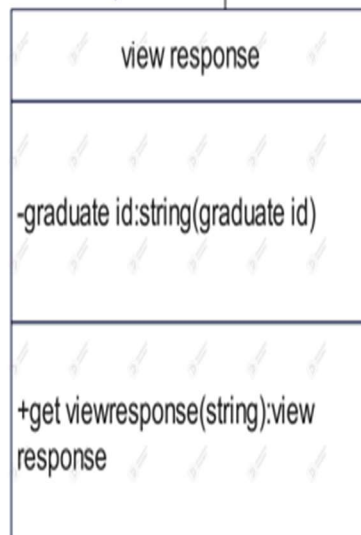 view response
-graduate id:string(graduate id)
+get viewresponse(string):view
response